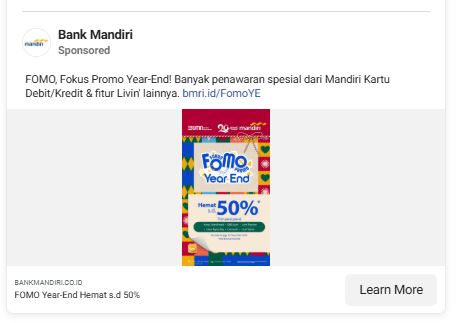 mandiri
Bank Mandiri
Sponsored
FOMO, Fokus Promo Year-End! Banyak penawaran spesial dari Mandiri Kartu
Debit/Kredit & fitur Livin' lainnya. bmri.id/FomoYE
BUMN mandiri
FOMO
Year-End
Hemat
s.d. 50%*
BANKMANDIRI.CO.ID
FOMO Year-End Hemat s.d 50%
Learn More